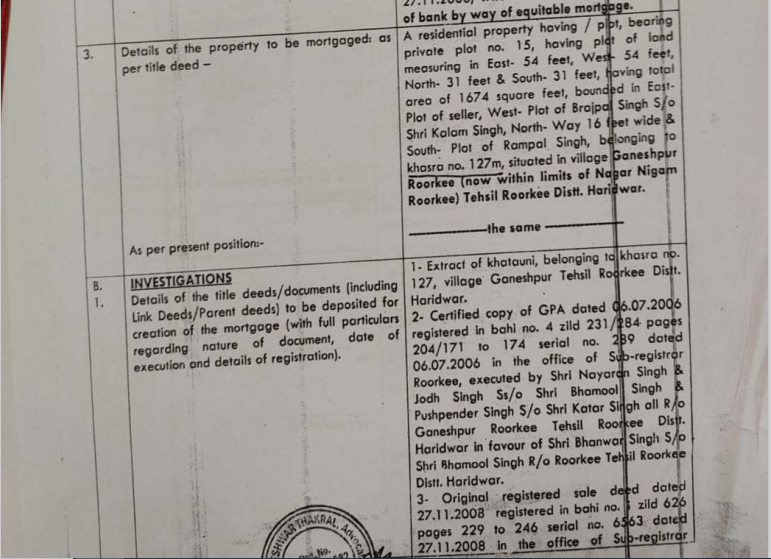 27.11.2008,
of bank by way of equitable mortgage.
3.
Details of the property to be mortgaged: as
per title deed –
A residential property having / plot, bearing
private plot no. 15, having plot of land
measuring in East- 54 feet, West- 54 feet,
North- 31 feet & South- 31 feet, having total
area of 1674 square feet, bounded in East-
Plot of seller, West- Plot of Brajpal Singh S/o
Shri Kalam Singh, North- Way 16 feet wide &
South- Plot of Rampal Singh, belonging to
khasra no. 127m, situated in village Ganeshpur
Roorkee (now within limits of Nagar Nigam
Roorkee) Tehsil Roorkee Distt. Haridwar.
As per present position:-
---------------the same ---------------
B.
1.
INVESTIGATIONS
Details of the title deeds/documents (including
Link Deeds/Parent deeds) to be deposited for
creation of the mortgage (with full particulars
regarding nature of document, date of
execution and details of registration).
1- Extract of khatauni, belonging to khasra no.
127, village Ganeshpur Tehsil Roorkee Distt.
Haridwar.
2- Certified copy of GPA dated 06.07.2006
registered in bahi no. 4 zild 231/284 pages
204/171 to 174 serial no. 289 dated
06.07.2006 in the office of Sub-registrar
Roorkee, executed by Shri Nayaran Singh &
Jodh Singh Ss/o Shri Bhamool Singh &
Pushpender Singh S/o Shri Katar Singh all R/o
Ganeshpur Roorkee Tehsil Roorkee Distt.
Haridwar in favour of Shri Bhanwar Singh S/o
Shri Bhamool Singh R/o Roorkee Tehsil Roorkee
Distt. Haridwar.
3- Original registered sale deed dated
27.11.2008 registered in bahi no. zild 626
pages 229 to 246 serial no. 6563 dated
27.11.2008 in the office of Sub-registrar
SHWAR THAKRAL, Advoca
No.